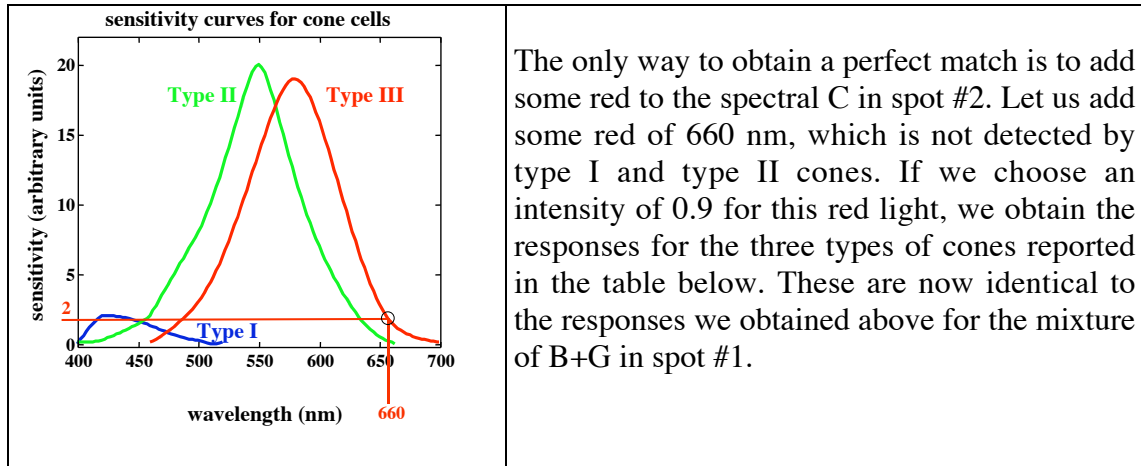 sensitivity curves for cone cells
sensitivity (arbitrary units)
20
15
10
5
2
0
Type II
Type III
Type I
400
450
500
550
600
650
700
660
wavelength (nm)
The only way to obtain a perfect match is to add
some red to the spectral C in spot #2. Let us add
some red of 660 nm, which is not detected by
type I and type II cones. If we choose an
intensity of 0.9 for this red light, we obtain the
responses for the three types of cones reported
in the table below. These are now identical to
the responses we obtained above for the mixture
of B+G in spot #1.